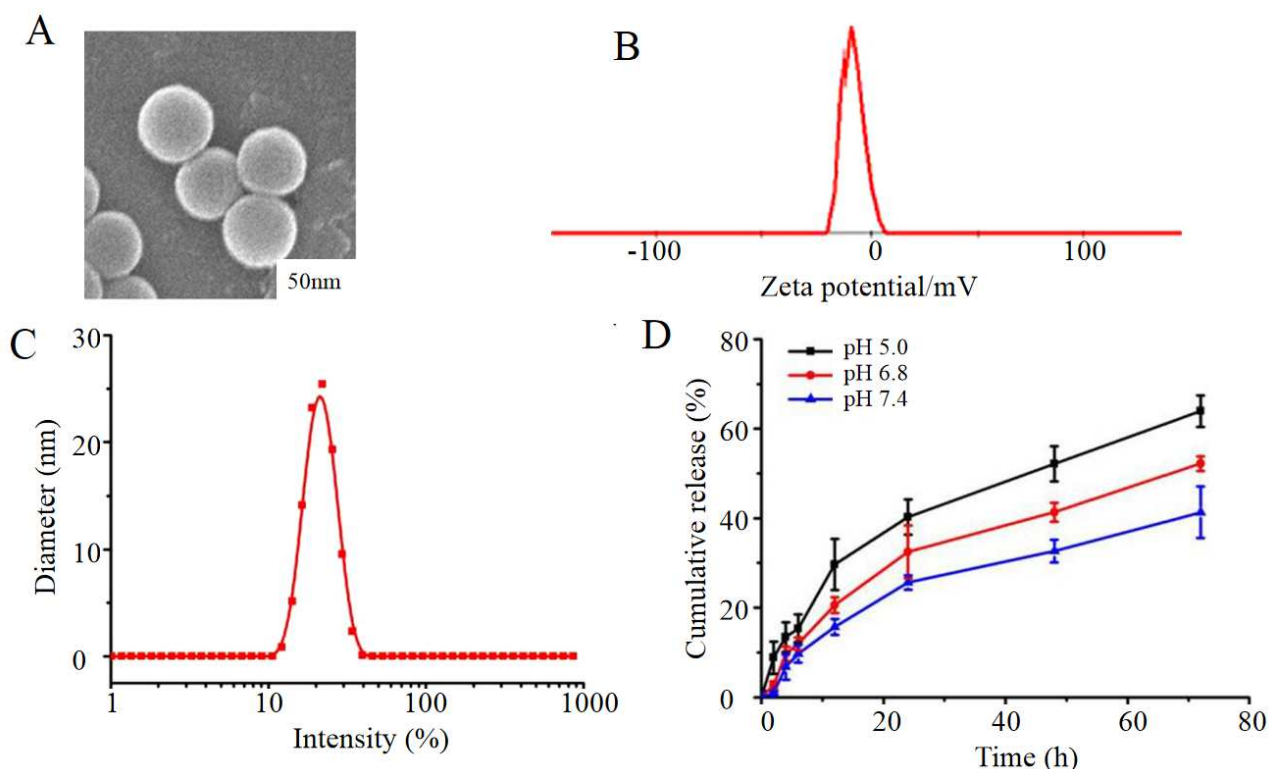 A
50nm
B
-100
0
100
Zeta potential/mV
C
30
20
10
0
Diameter (nm)
1
10
100
1000
Intensity (%)
D
80
60
40
20
0
Cumulative release (%)
pH 5.0
pH 6.8
pH 7.4
0
20
40
60
80
Time (h)